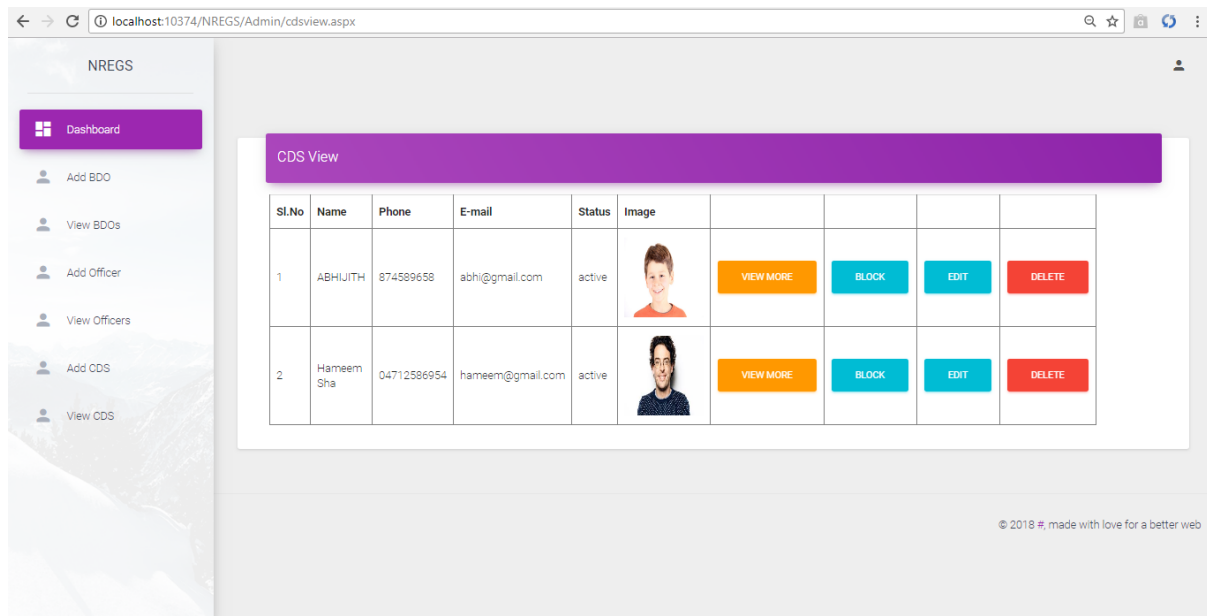 localhost:10374/NREGS/Admin/cdsview.aspx
NREGS
Dashboard
Add BDO
View BDOs
Add Officer
View Officers
Add CDS
View CDS
CDS View
Sl.No Name Phone E-mail Status Image
1 ABHIJITH 874589658 abhi@gmail.com active VIEW MORE BLOCK EDIT DELETE
2 Hameem Sha 04712586954 hameem@gmail.com active VIEW MORE BLOCK EDIT DELETE
© 2018 #, made with love for a better web